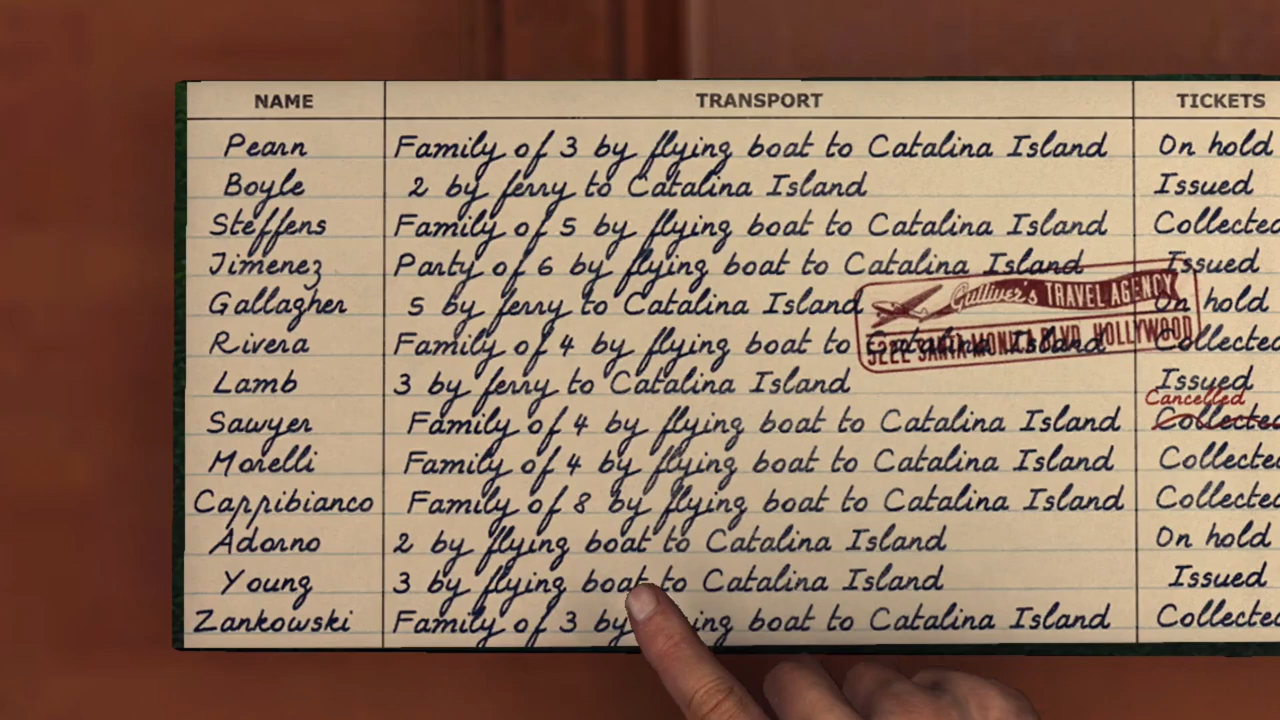 NAME TRANSPORT TICKETS
Pearn Family of 3 by flying boat to Catalina Island On hold
Boyle 2 by ferry to Catalina Island Issued
Steffens Family of 5 by flying boat to Catalina Island Collected
Jimenez Party of 6 by flying boat to Catalina Island Issued
Gulliver's TRAVEL AGENCY
Gallagher 5 by ferry to Catalina Island On hold
5222 SANTA MONICA BLVD. HOLLYWOOD
Rivera Family of 4 by flying boat to Catalina Island Collected
Lamb 3 by ferry to Catalina Island Issued
Cancelled
Sawyer Family of 4 by flying boat to Catalina Island Collected
Morelli Family of 4 by flying boat to Catalina Island Collected
Cappibianco Family of 8 by flying boat to Catalina Island Collected
Adorno 2 by flying boat to Catalina Island On hold
Young 3 by flying boat to Catalina Island Issued
Zankowski Family of 3 by flying boat to Catalina Island Collected